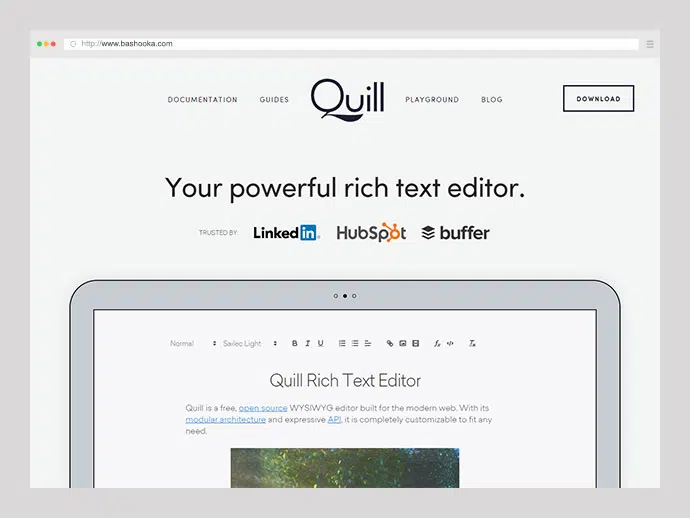 http://www.bashooka.com
DOCUMENTATION GUIDES Quill PLAYGROUND BLOG DOWNLOAD
Your powerful rich text editor.
TRUSTED BY: Linkedin HubSpot buffer
Normal Sailec Light B I U
Quill Rich Text Editor
Quill is a free, open source WYSIWYG editor built for the modern web. With its
modular architecture and expressive API, it is completely customizable to fit any
need.